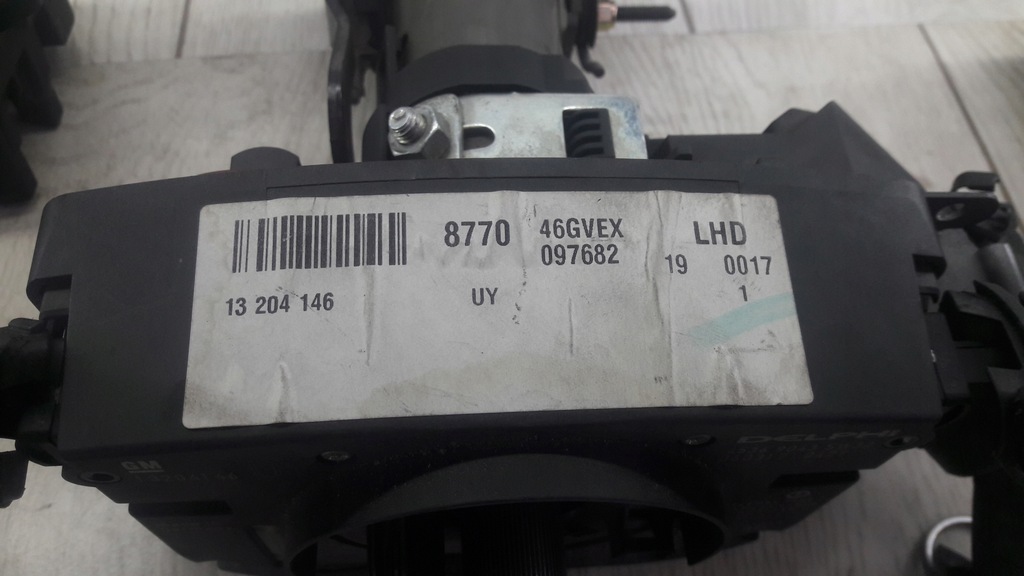 8770 46GVEX LHD
097682 19 0017
13 204 146 UY 1
GM DELPHI